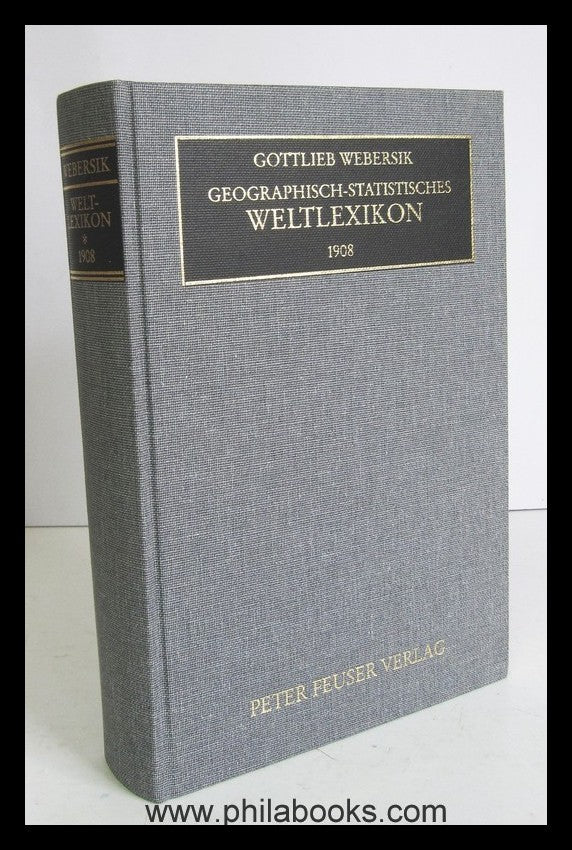 WEBERSIK
WELT-
LEXIKON
*
1908
GOTTLIEB WEBERSIK
GEOGRAPHISCH-STATISTISCHES
WELTLEXIKON
1908
PETER FEUSER VERLAG
www.philabooks.com